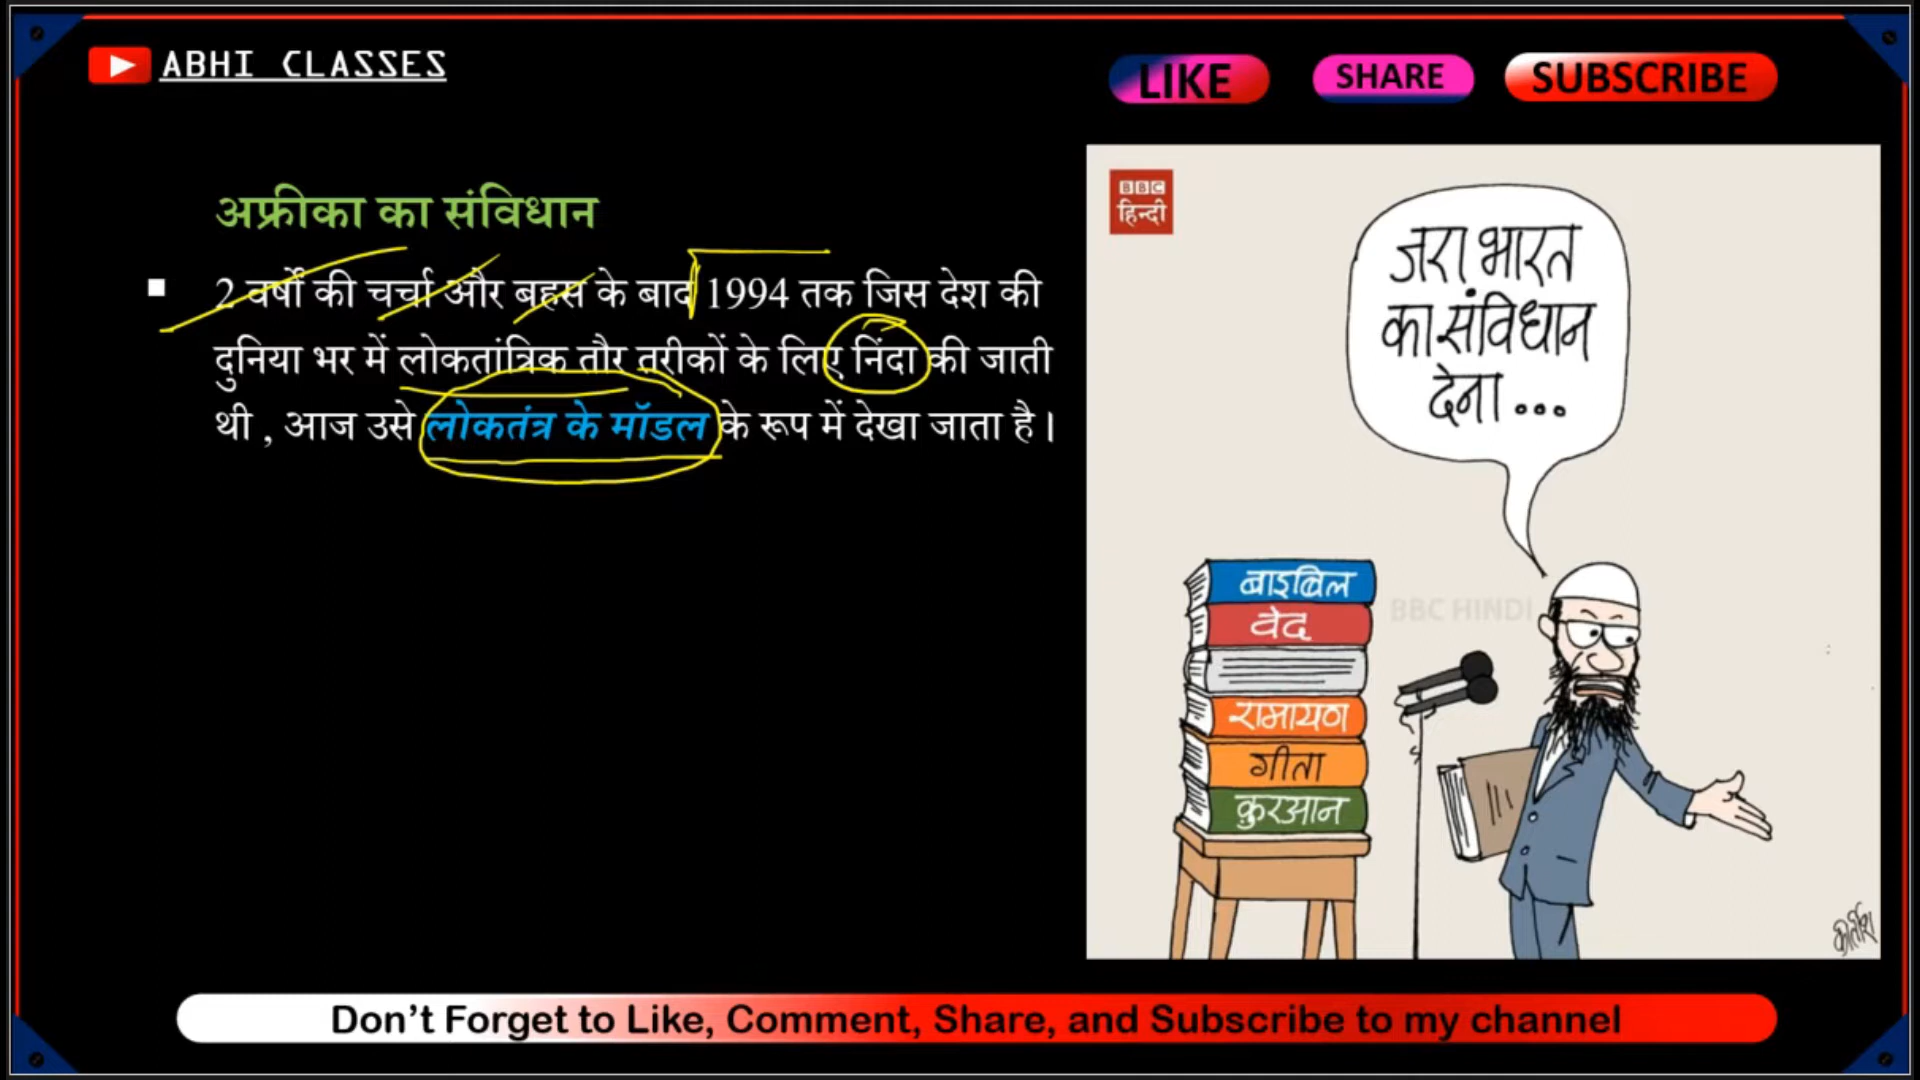 ABHI CLASSES
LIKE
SHARE
SUBSCRIBE
अफ्रीका का संविधान
2 वर्षों की चर्चा और बहस के बाद 1994 तक जिस देश की
दुनिया भर में लोकतांत्रिक तौर तरीकों के लिए निंदा की जाती
थी , आज उसे लोकतंत्र के मॉडल के रूप में देखा जाता है।
BBC
हिन्दी
जरा भारत
का संविधान
देना...
बाइबिल
वेद
रामायण
गीता
क़ुरआन
BBC HINDI
कीर्तीश
Don't Forget to Like, Comment, Share, and Subscribe to my channel